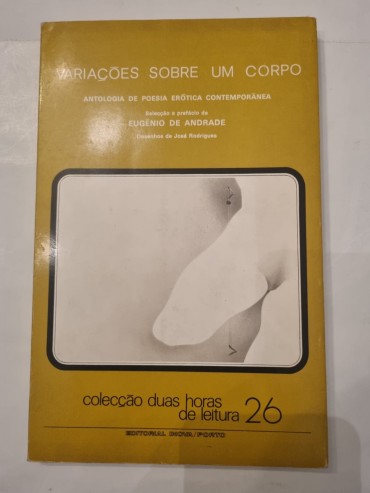 VARIAÇÕES SOBRE UM CORPO
ANTOLOGIA DE POESIA ERÓTICA CONTEMPORÂNEA
Selecção e prefácio de
EUGÉNIO DE ANDRADE
Desenhos de José Rodrigues
colecção duas horas
de leitura 26
EDITORIAL INOVA/PORTO